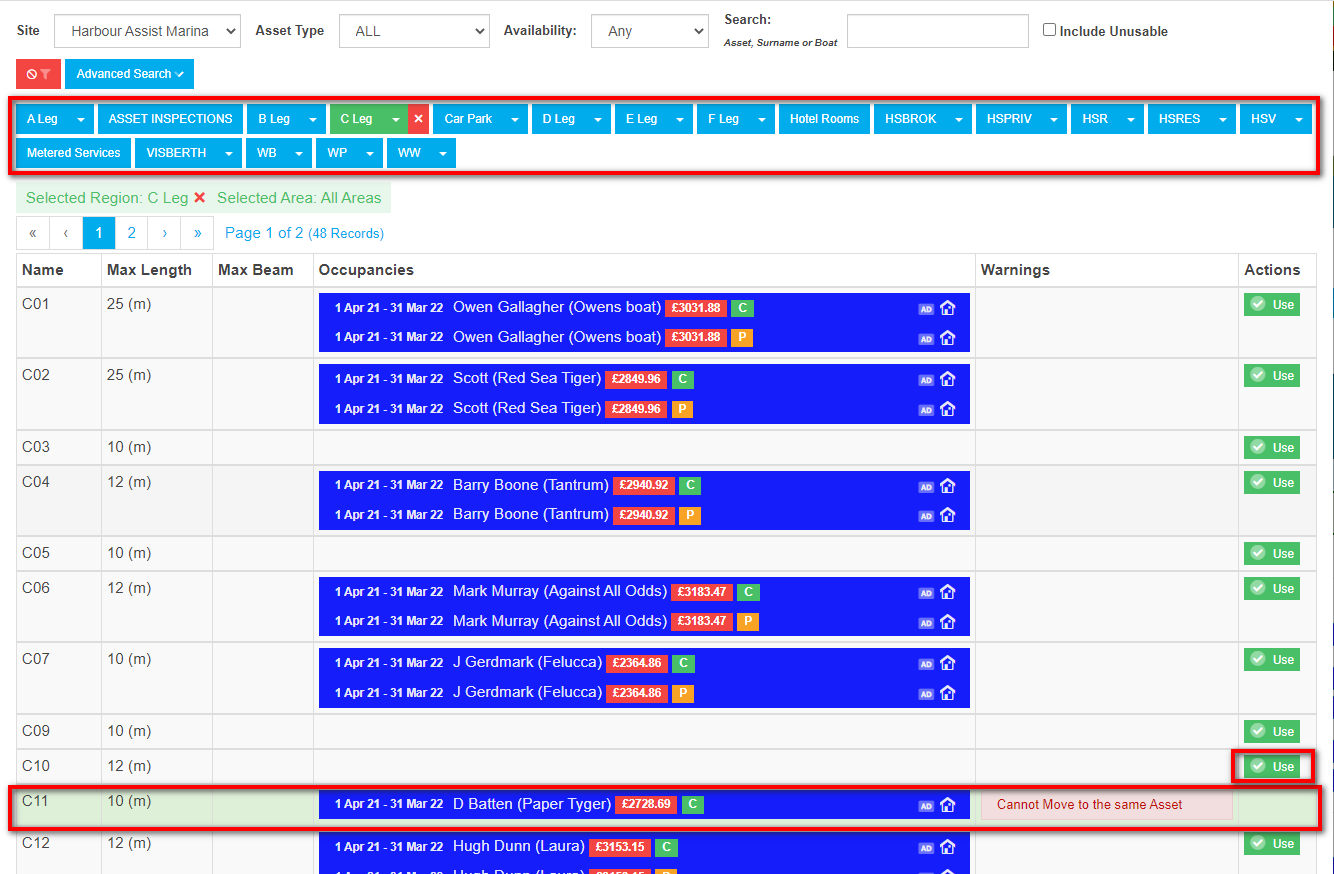 Site Harbour Assist Marina Asset Type ALL Availability: Any Search: Asset, Surname or Boat Include Unusable
Advanced Search
A Leg ASSET INSPECTIONS B Leg C Leg Car Park D Leg E Leg F Leg Hotel Rooms HSBROK HSPRIV HSR HSRES HSV
Metered Services VISBERTH WB WP WW
Selected Region: C Leg Selected Area: All Areas
« ‹ 1 2 › » Page 1 of 2 (48 Records)
Name Max Length Max Beam Occupancies Warnings Actions
C01 25 (m) 1 Apr 21 - 31 Mar 22 Owen Gallagher (Owens boat) £3031.88 C AD Use
1 Apr 21 - 31 Mar 22 Owen Gallagher (Owens boat) £3031.88 P AD
C02 25 (m) 1 Apr 21 - 31 Mar 22 Scott (Red Sea Tiger) £2849.96 C AD Use
1 Apr 21 - 31 Mar 22 Scott (Red Sea Tiger) £2849.96 P AD
C03 10 (m) Use
C04 12 (m) 1 Apr 21 - 31 Mar 22 Barry Boone (Tantrum) £2940.92 C AD Use
1 Apr 21 - 31 Mar 22 Barry Boone (Tantrum) £2940.92 P AD
C05 10 (m) Use
C06 12 (m) 1 Apr 21 - 31 Mar 22 Mark Murray (Against All Odds) £3183.47 C AD Use
1 Apr 21 - 31 Mar 22 Mark Murray (Against All Odds) £3183.47 P AD
C07 10 (m) 1 Apr 21 - 31 Mar 22 J Gerdmark (Felucca) £2364.86 C AD Use
1 Apr 21 - 31 Mar 22 J Gerdmark (Felucca) £2364.86 P AD
C09 10 (m) Use
C10 12 (m) Use
C11 10 (m) 1 Apr 21 - 31 Mar 22 D Batten (Paper Tyger) £2728.69 C AD Cannot Move to the same Asset
C12 12 (m) 1 Apr 21 - 31 Mar 22 Hugh Dunn (Laura) £3153.15 C AD Use